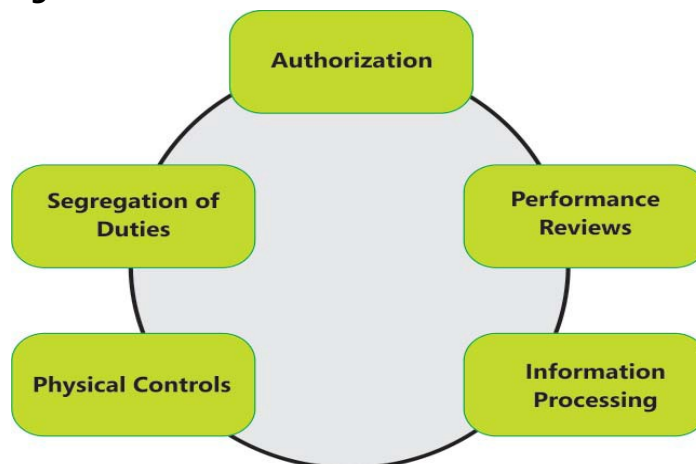 Authorization
Segregation of
Duties
Performance
Reviews
Physical Controls
Information
Processing